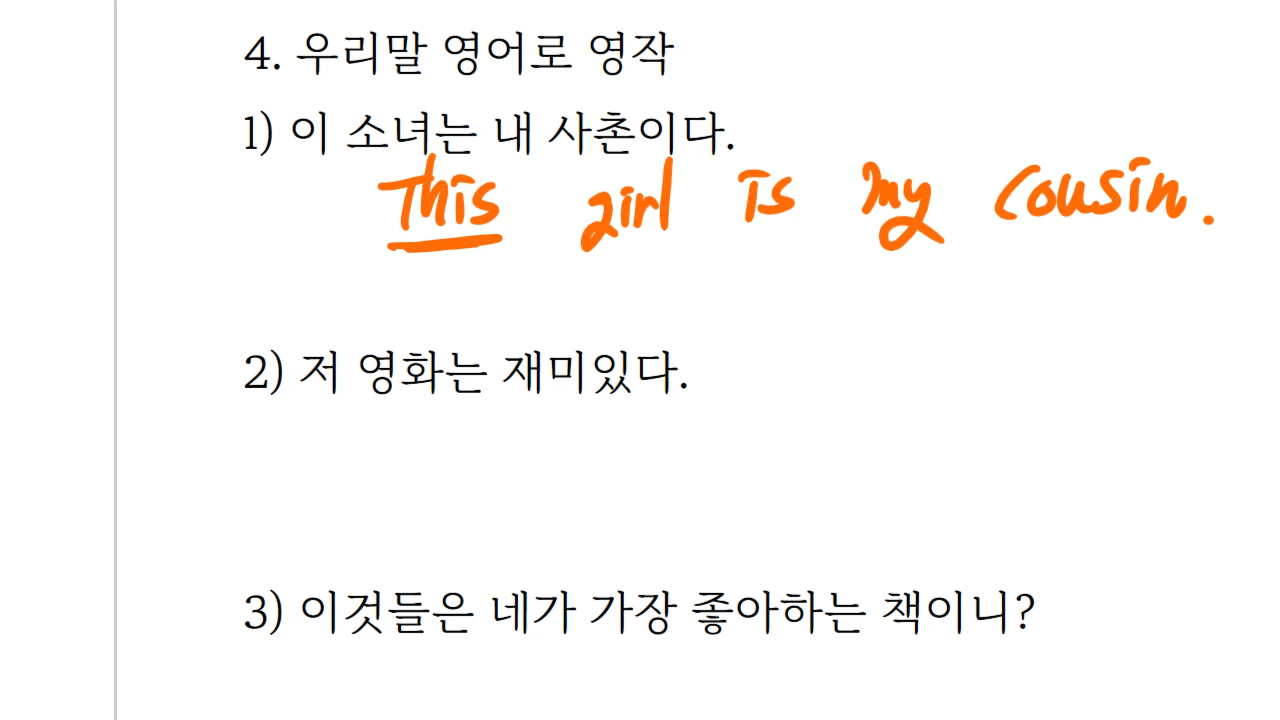 4. 우리말 영어로 영작
1) 이 소녀는 내 사촌이다.
This girl is my cousin.
2) 저 영화는 재미있다.
3) 이것들은 네가 가장 좋아하는 책이니?